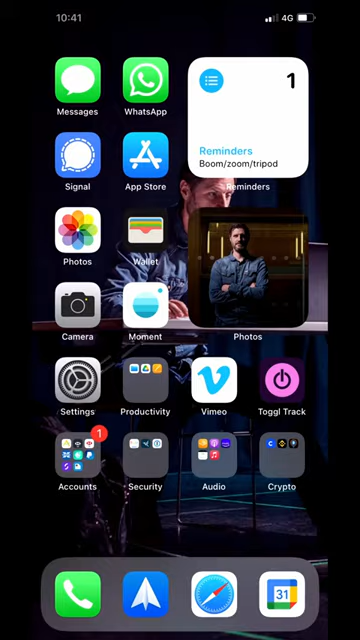 10:41
4G
1
Reminders
Boom/zoom/tripod
Messages
WhatsApp
Signal
App Store
Reminders
Photos
Wallet
Camera
Moment
Photos
Settings
Productivity
Vimeo
Toggl Track
1
Accounts
Security
Audio
Crypto
31